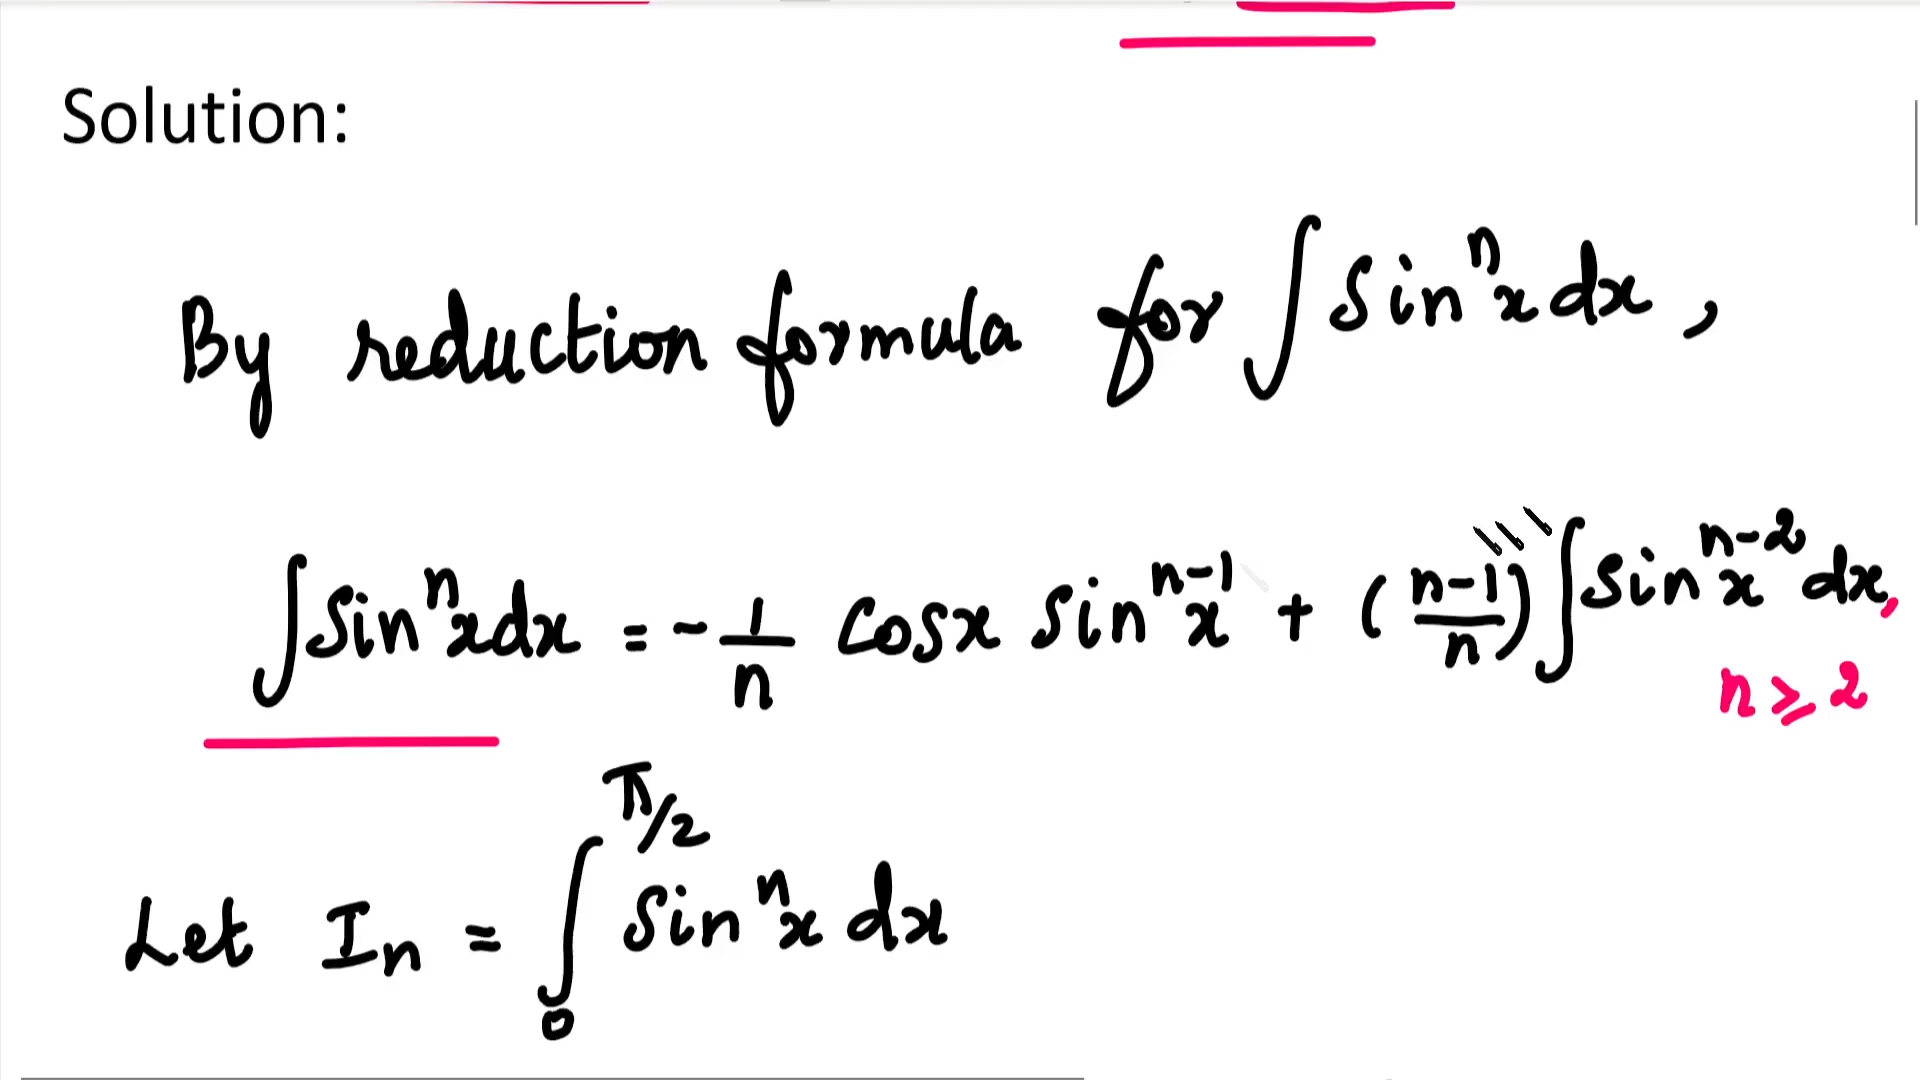 Solution:
By reduction formula for ∫ Sinⁿx dx,
∫ Sinⁿx dx = - 1/n Cosx Sinⁿ⁻¹x + (n-1/n) ∫ Sinⁿ⁻²x dx,
n ≥ 2
Let Iₙ = ∫₀^(π/2) Sinⁿx dx